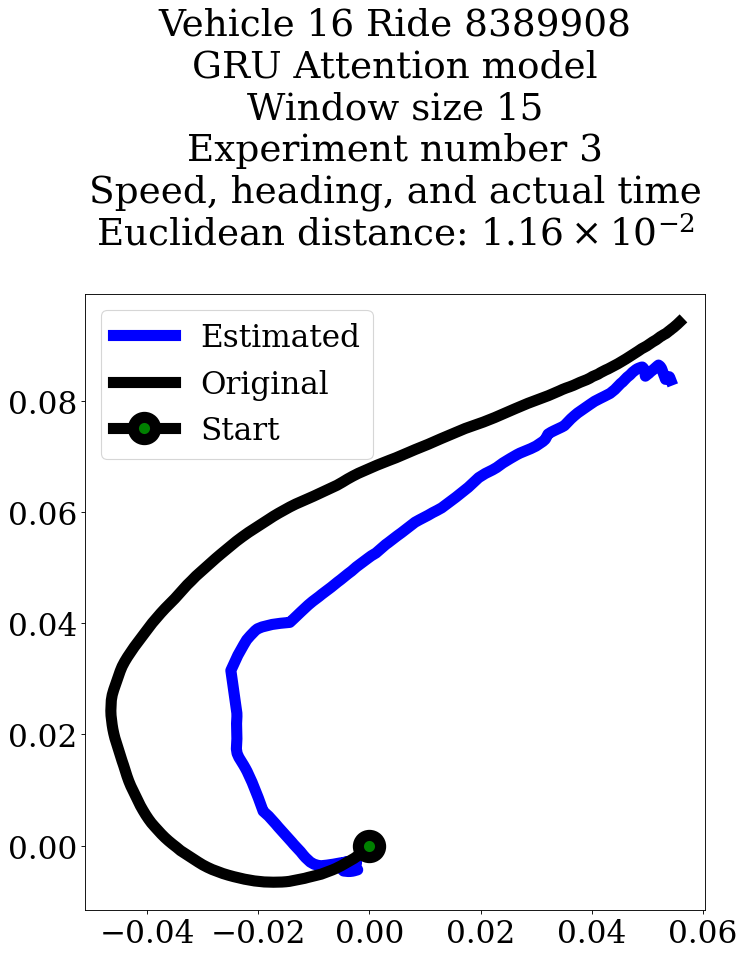 Vehicle 16 Ride 8389908
GRU Attention model
Window size 15
Experiment number 3
Speed, heading, and actual time
Euclidean distance: 1.16 × 10⁻²
Estimated
Original
Start
0.08
0.06
0.04
0.02
0.00
−0.04 −0.02 0.00 0.02 0.04 0.06